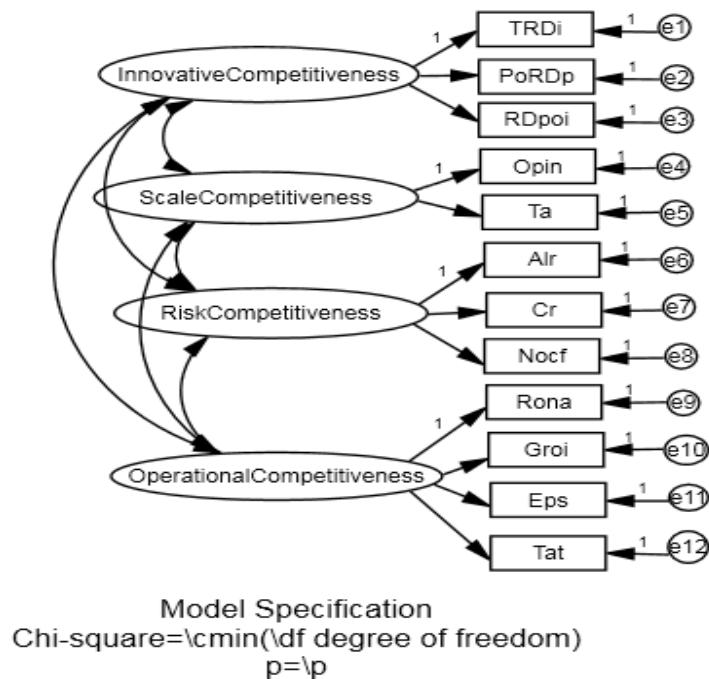 1 TRDi 1 e1
InnovativeCompetitiveness PoRDp 1 e2
RDpoi 1 e3
1 Opin 1 e4
ScaleCompetitiveness Ta 1 e5
1 Alr 1 e6
RiskCompetitiveness Cr 1 e7
Nocf 1 e8
1 Rona 1 e9
Groi 1 e10
OperationalCompetitiveness Eps 1 e11
Tat 1 e12
Model Specification
Chi-square=\cmin(\df degree of freedom)
p=\p